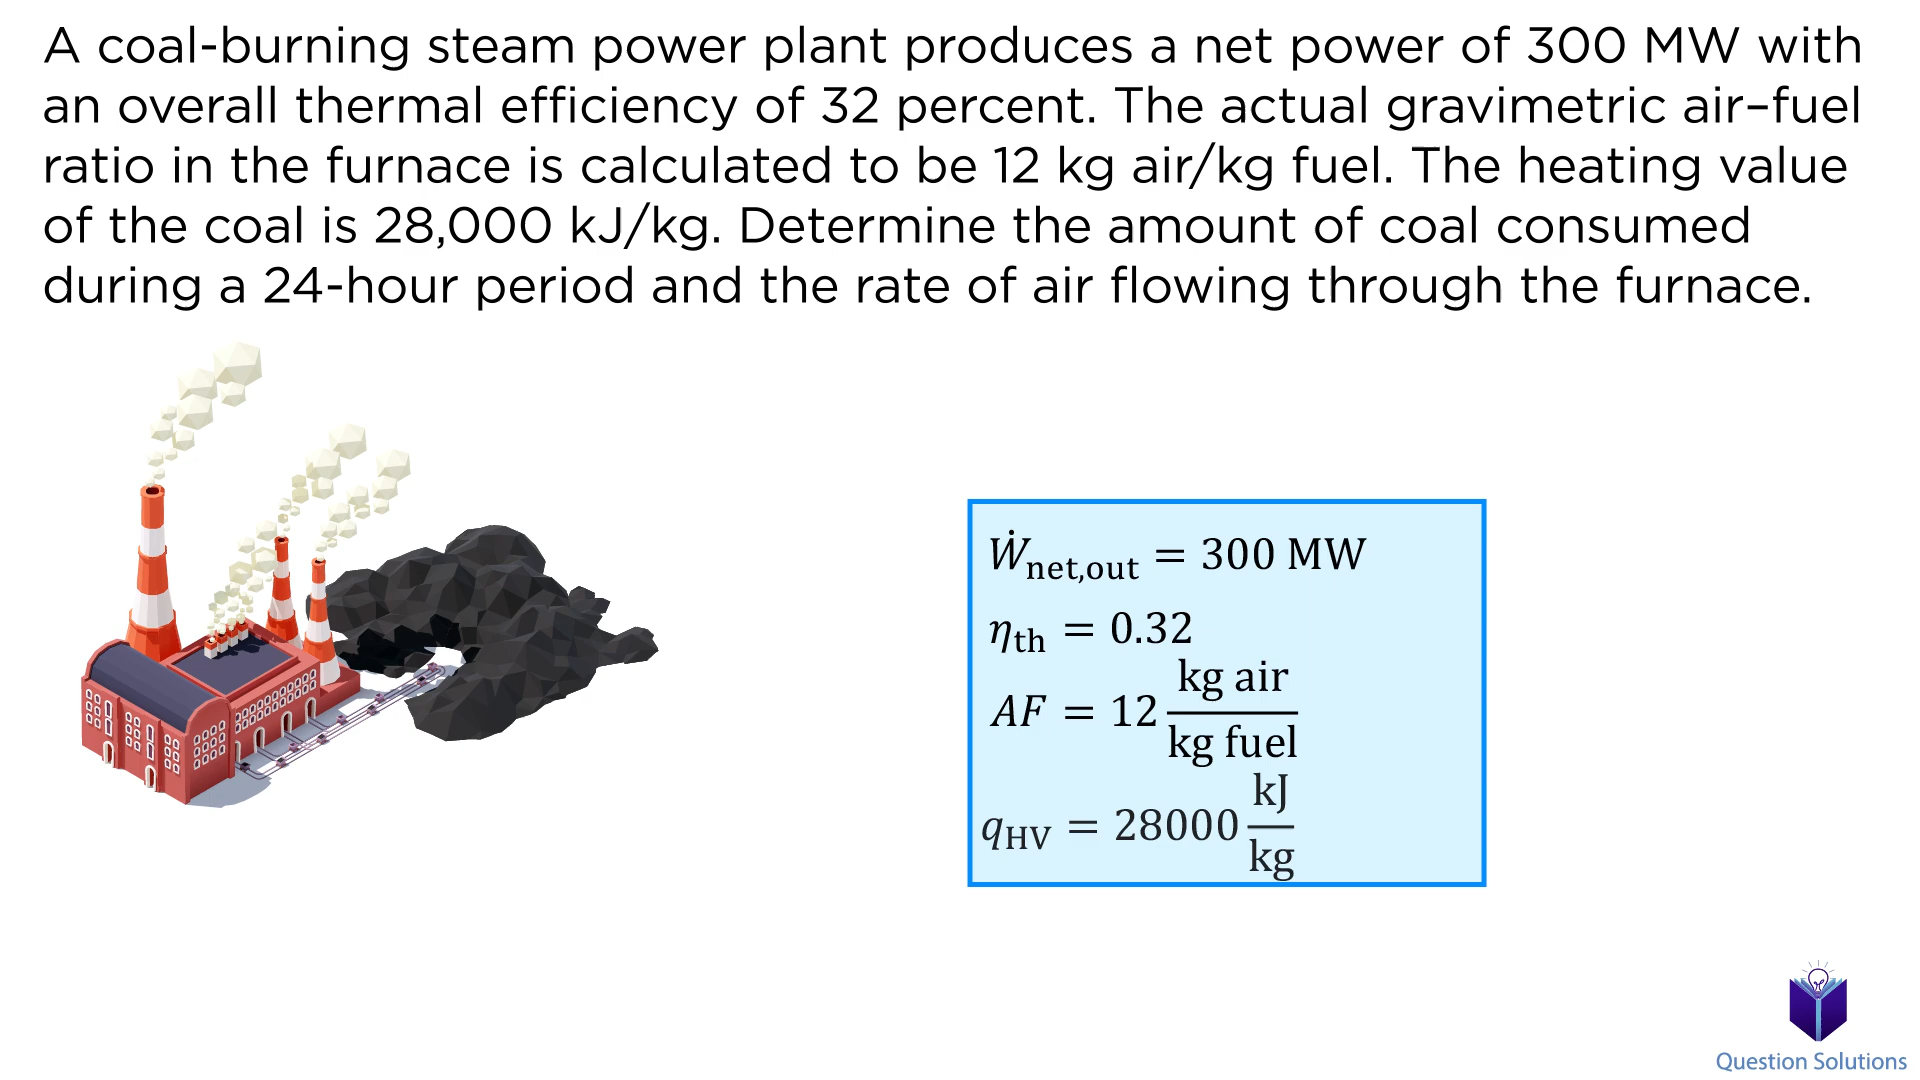 A coal-burning steam power plant produces a net power of 300 MW with
an overall thermal efficiency of 32 percent. The actual gravimetric air–fuel
ratio in the furnace is calculated to be 12 kg air/kg fuel. The heating value
of the coal is 28,000 kJ/kg. Determine the amount of coal consumed
during a 24-hour period and the rate of air flowing through the furnace.
Ẇnet,out = 300 MW
ηth = 0.32
AF = 12 kg air/kg fuel
qHV = 28000 kJ/kg
Question Solutions